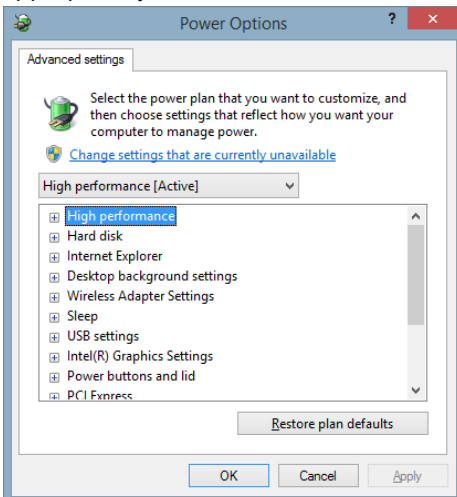 Power Options
?
×
Advanced settings
Select the power plan that you want to customize, and
then choose settings that reflect how you want your
computer to manage power.
Change settings that are currently unavailable
High performance [Active]
High performance
Hard disk
Internet Explorer
Desktop background settings
Wireless Adapter Settings
Sleep
USB settings
Intel(R) Graphics Settings
Power buttons and lid
PCI Express
Restore plan defaults
OK
Cancel
Apply